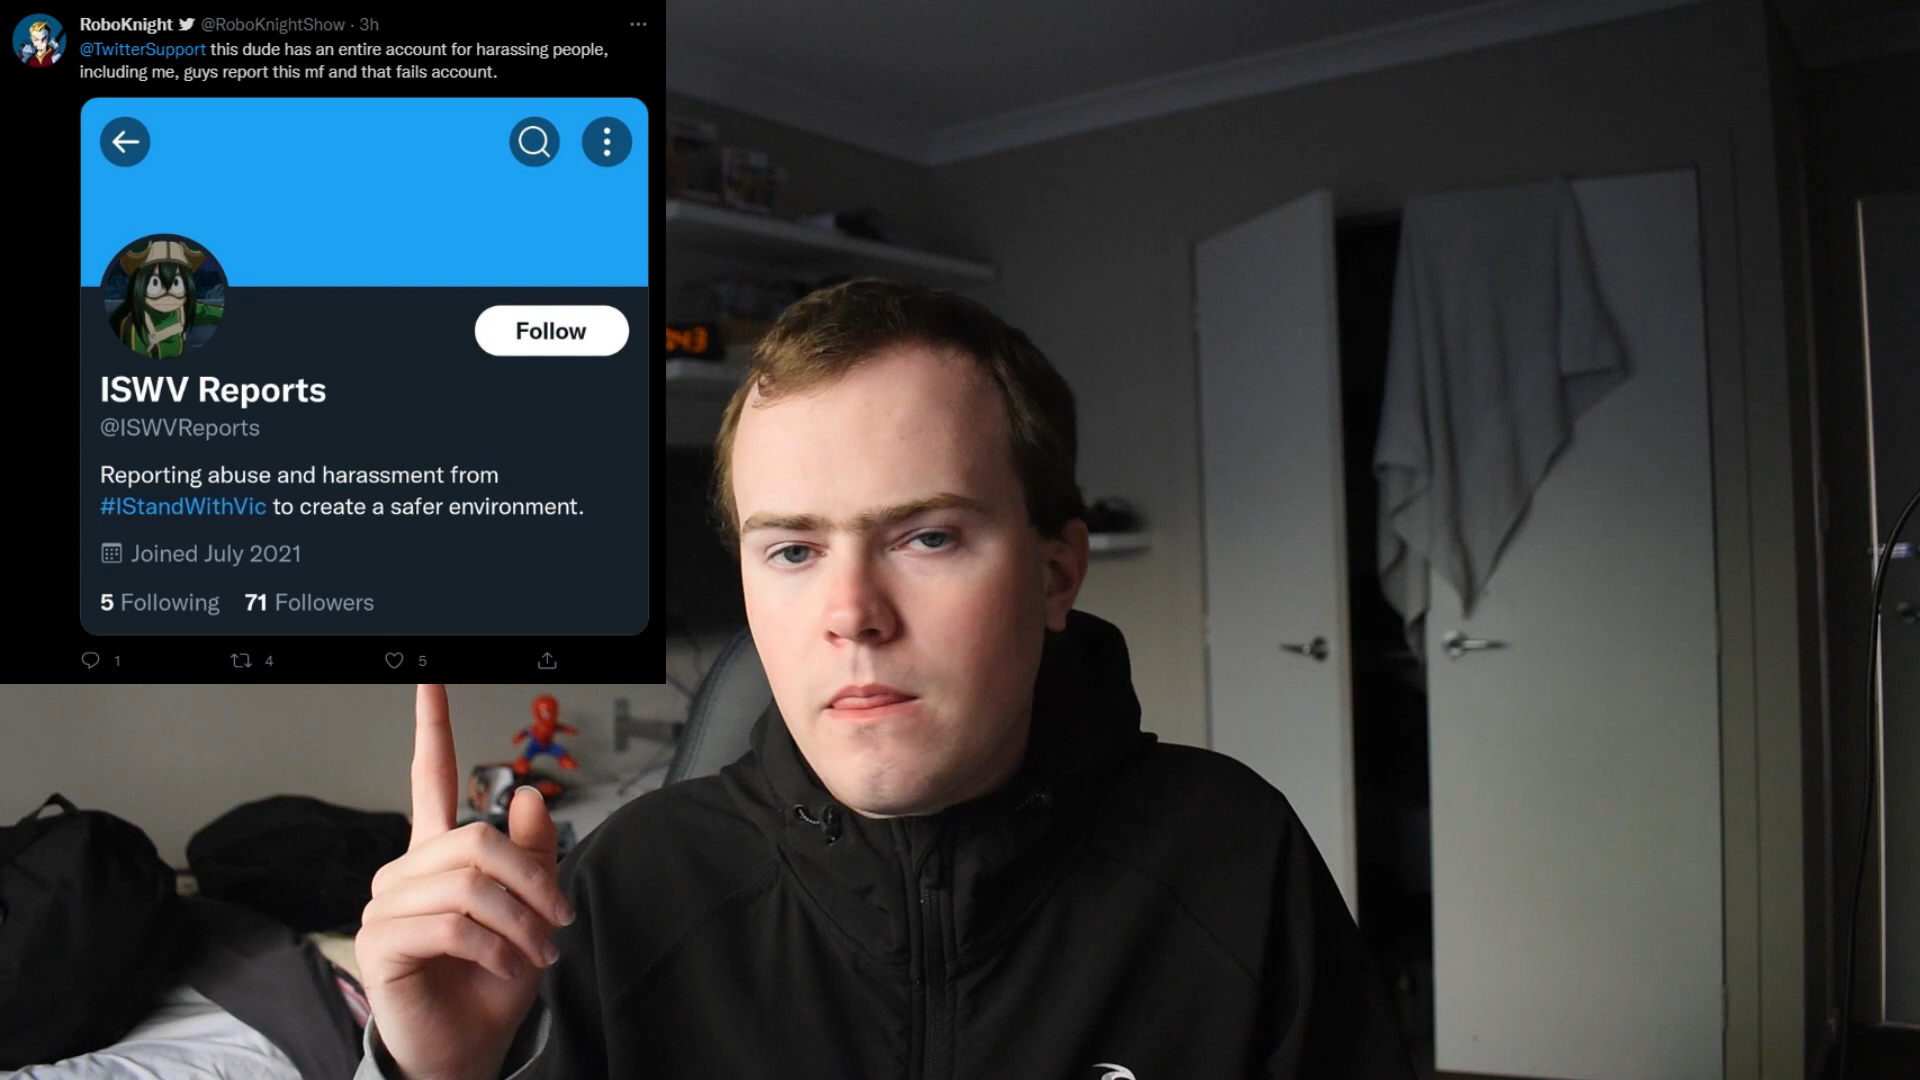 RoboKnight @RoboKnightShow · 3h
@TwitterSupport this dude has an entire account for harassing people,
including me, guys report this mf and that fails account.
Follow
ISWV Reports
@ISWVReports
Reporting abuse and harassment from
#IStandWithVic to create a safer environment.
Joined July 2021
5 Following 71 Followers
1 4 5